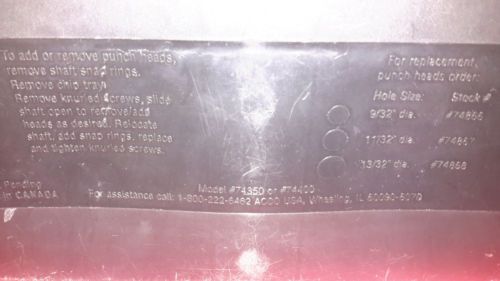 To add or remove punch heads,
remove shaft snap rings.
Remove chip tray.
Remove knurled screws, slide
shaft open to remove/add
heads as desired. Relocate
shaft, add snap rings, replace
and tighten knurled screws.
For replacement
punch heads order:
Hole Size: Stock #
9/32" dia. #74866
11/32" dia. #74867
13/32" dia. #74868
Pending
in CANADA
Model #74350 or #74400
For assistance call: 1-800-222-6462 ACCO USA, Wheeling, IL 60090-6070